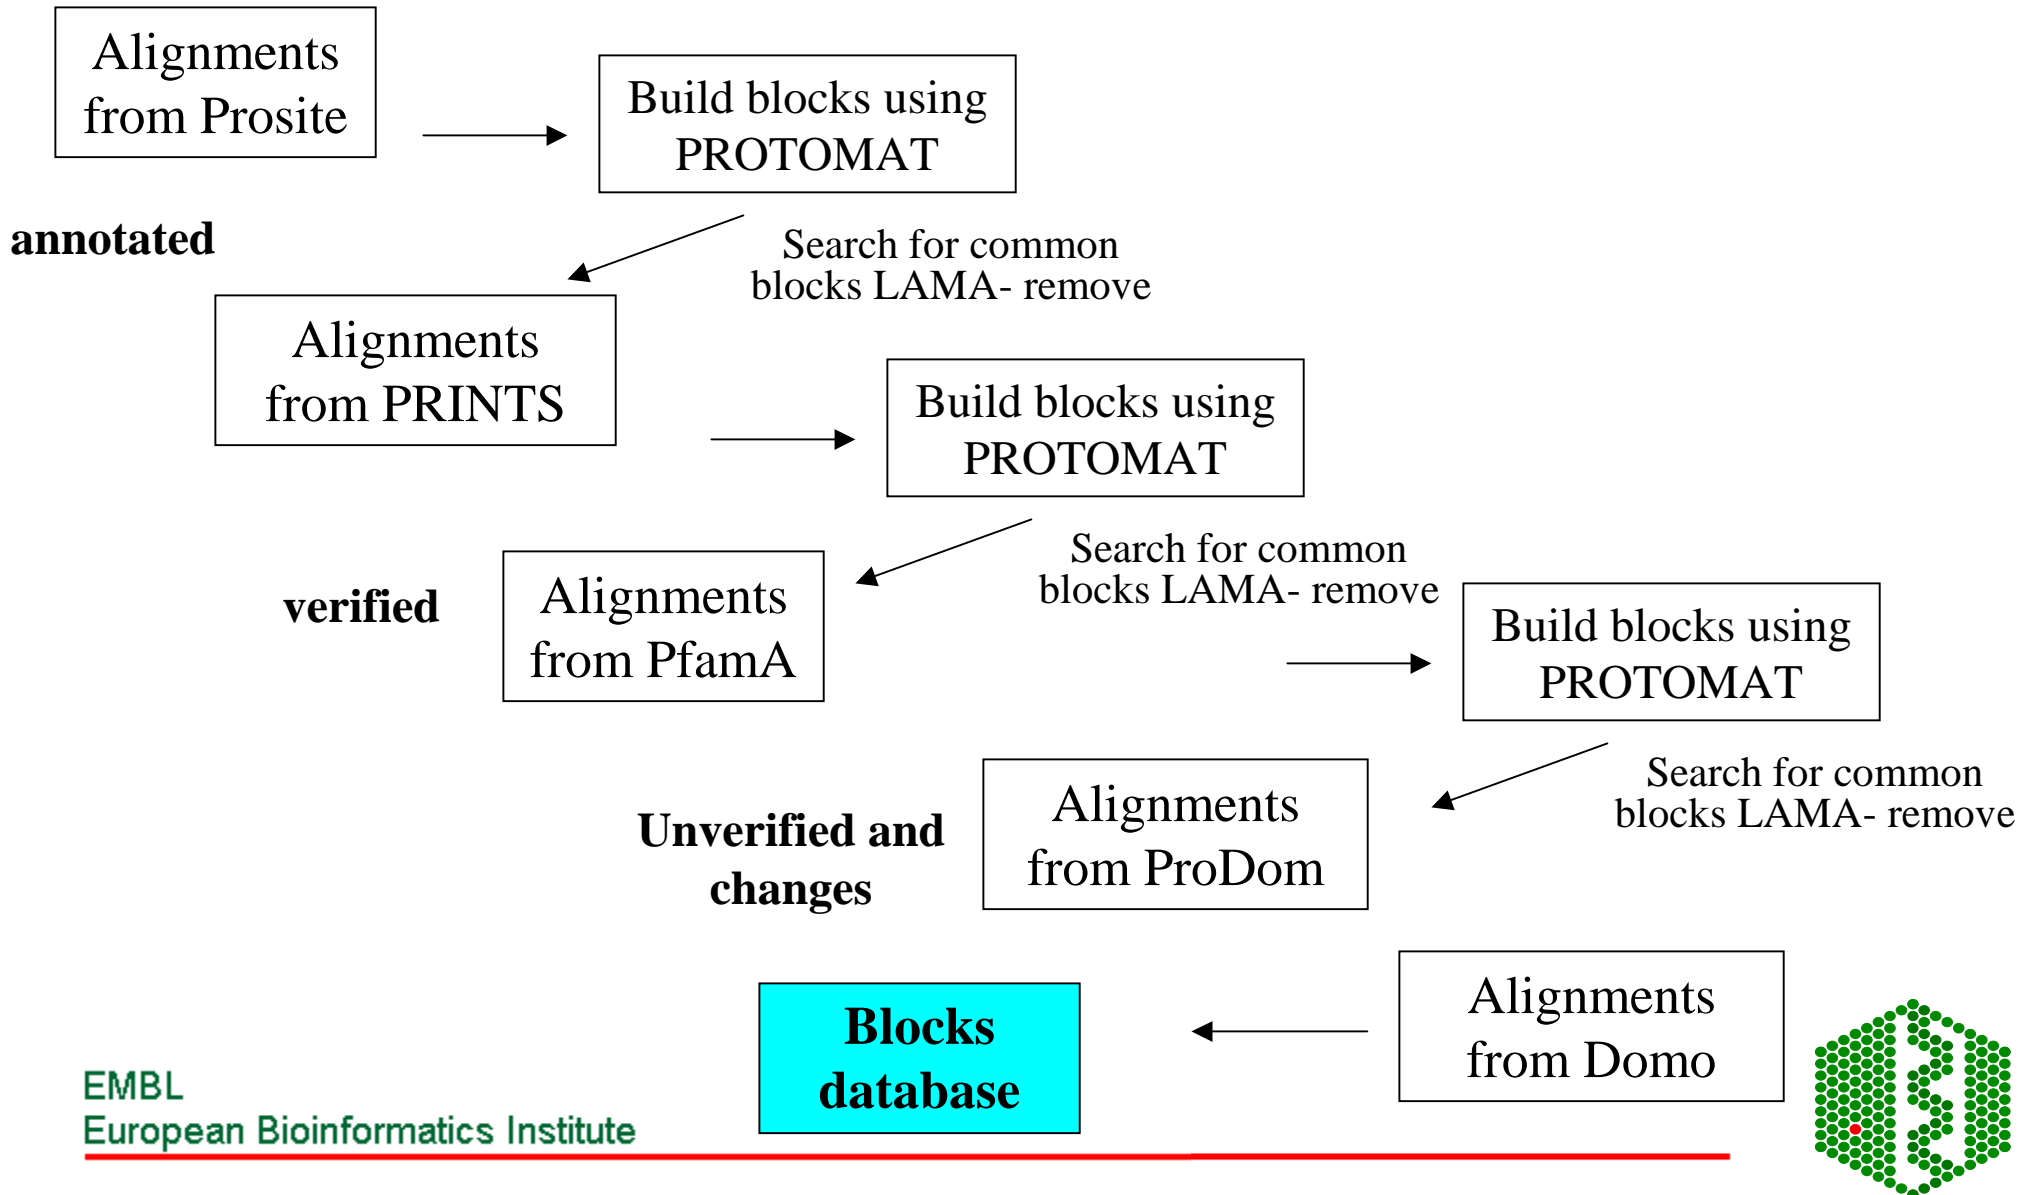 Alignments
from Prosite
Build blocks using
PROTOMAT
annotated
Search for common
blocks LAMA- remove
Alignments
from PRINTS
Build blocks using
PROTOMAT
Search for common
blocks LAMA- remove
verified
Alignments
from PfamA
Build blocks using
PROTOMAT
Search for common
blocks LAMA- remove
Unverified and
changes
Alignments
from ProDom
Alignments
from Domo
Blocks
database
EMBL
European Bioinformatics Institute